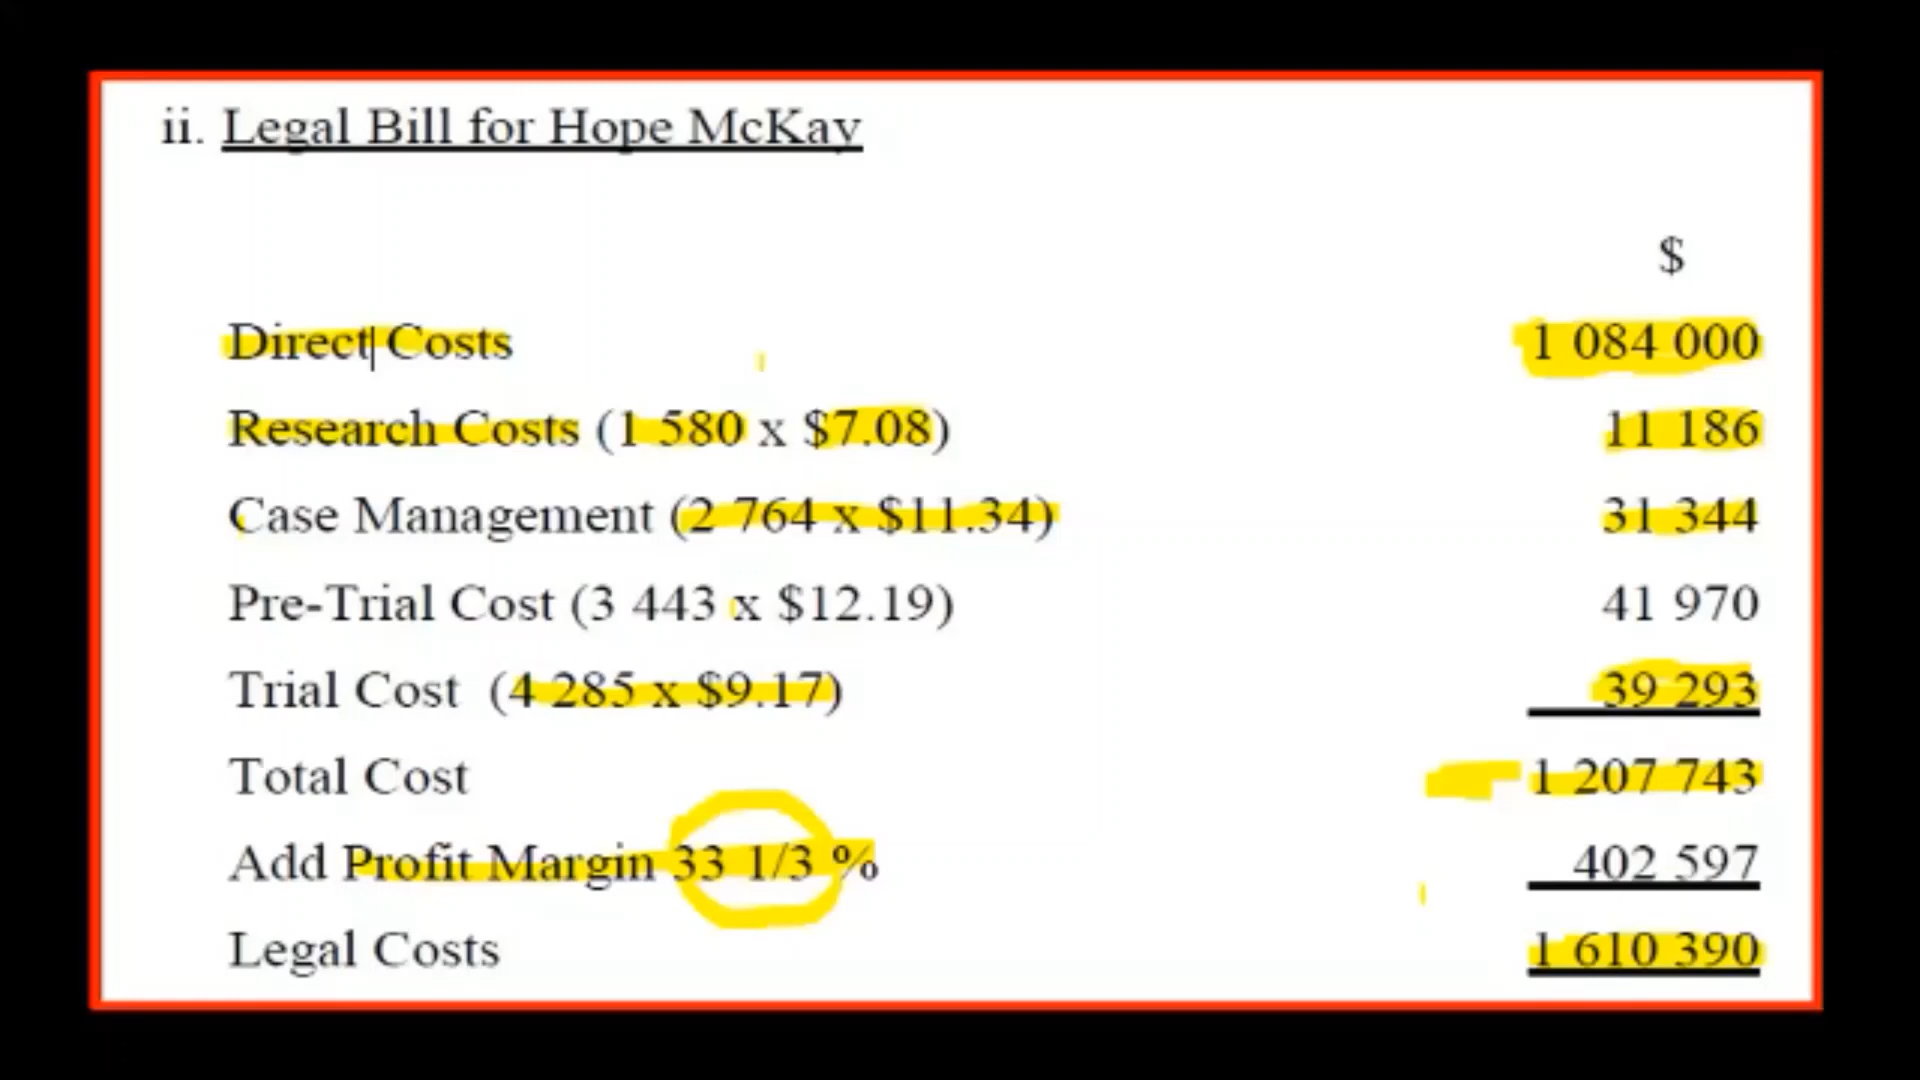 ii. Legal Bill for Hope McKay
$
Direct Costs 1 084 000
Research Costs (1 580 x $7.08) 11 186
Case Management (2 764 x $11.34) 31 344
Pre-Trial Cost (3 443 x $12.19) 41 970
Trial Cost (4 285 x $9.17) 39 293
Total Cost 1 207 743
Add Profit Margin 33 1/3 % 402 597
Legal Costs 1 610 390